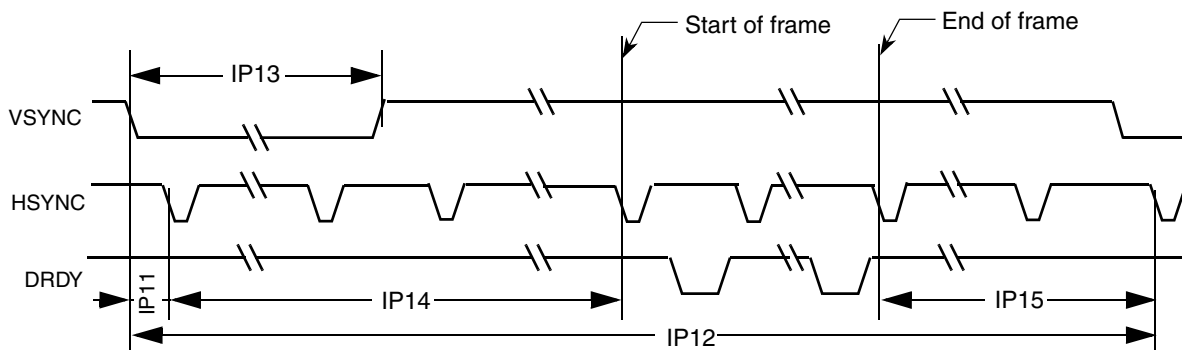 Start of frame
End of frame
IP13
VSYNC
HSYNC
DRDY
IP11
IP14
IP15
IP12